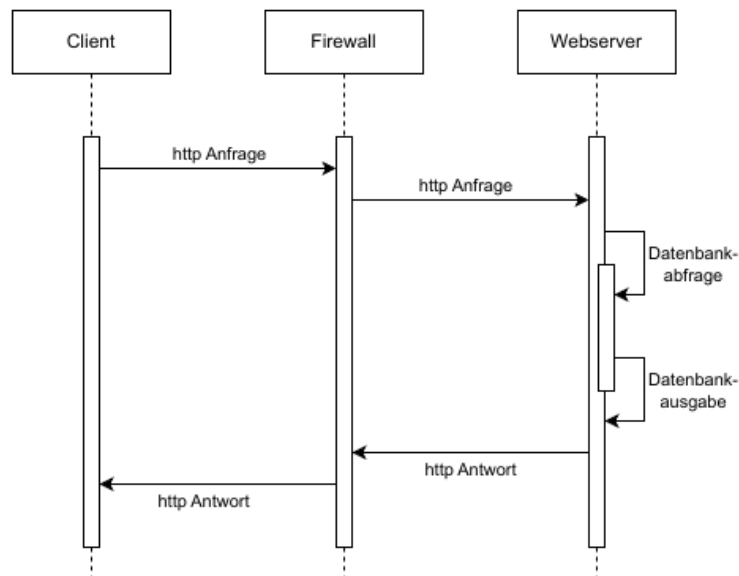 Client
Firewall
Webserver
http Anfrage
http Anfrage
Datenbank-
abfrage
Datenbank-
ausgabe
http Antwort
http Antwort